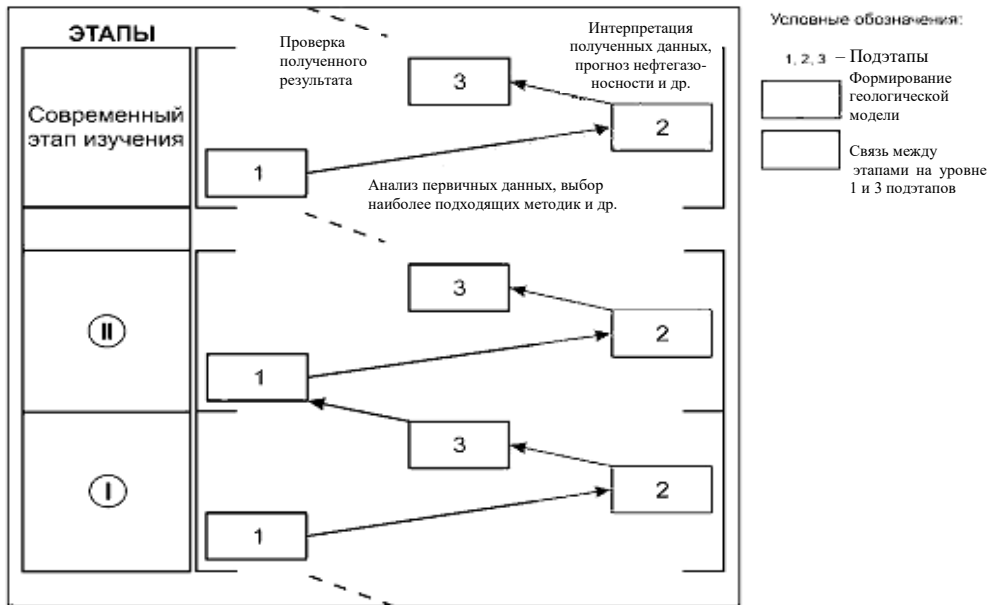 ЭТАПЫ
Современный
этап изучения
II
I
Проверка
полученного
результата
Интерпретация
полученных данных,
прогноз нефтегазо-
носности и др.
3
2
1
Анализ первичных данных, выбор
наиболее подходящих методик и др.
3
2
1
3
2
1
Условные обозначения:
1, 2, 3 – Подэтапы
Формирование
геологической
модели
Связь между
этапами на уровне
1 и 3 подэтапов